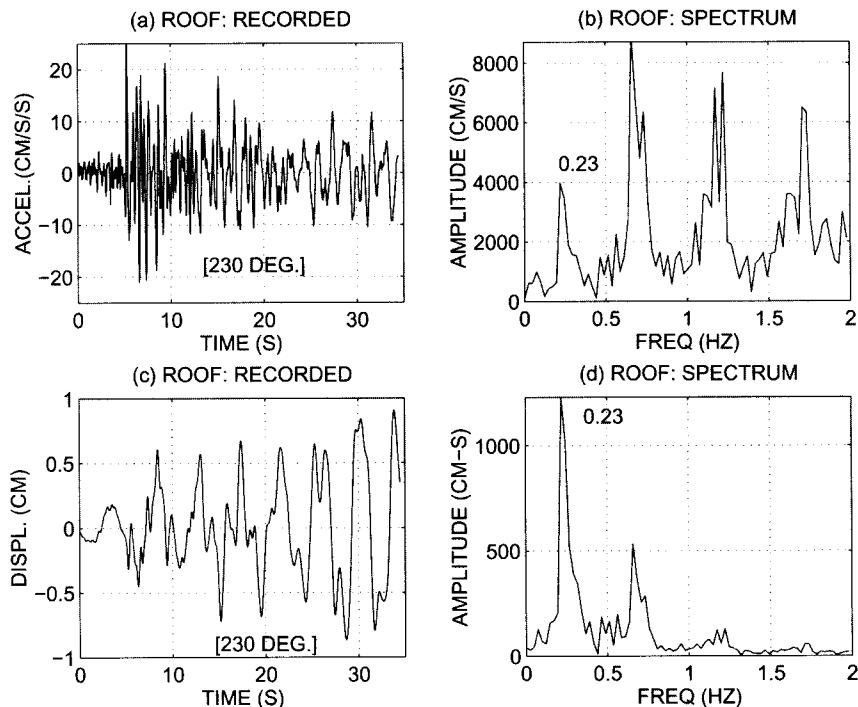 (a) ROOF: RECORDED
20
10
0
−10
−20
ACCEL.(CM/S/S)
[230 DEG.]
0
10
20
30
TIME (S)
(b) ROOF: SPECTRUM
8000
6000
4000
2000
0
AMPLITUDE (CM/S)
0.23
0
0.5
1
1.5
2
FREQ (HZ)
(c) ROOF: RECORDED
1
0.5
0
−0.5
−1
DISPL. (CM)
[230 DEG.]
0
10
20
30
TIME (S)
(d) ROOF: SPECTRUM
1000
500
0
AMPLITUDE (CM−S)
0.23
0
0.5
1
1.5
2
FREQ (HZ)